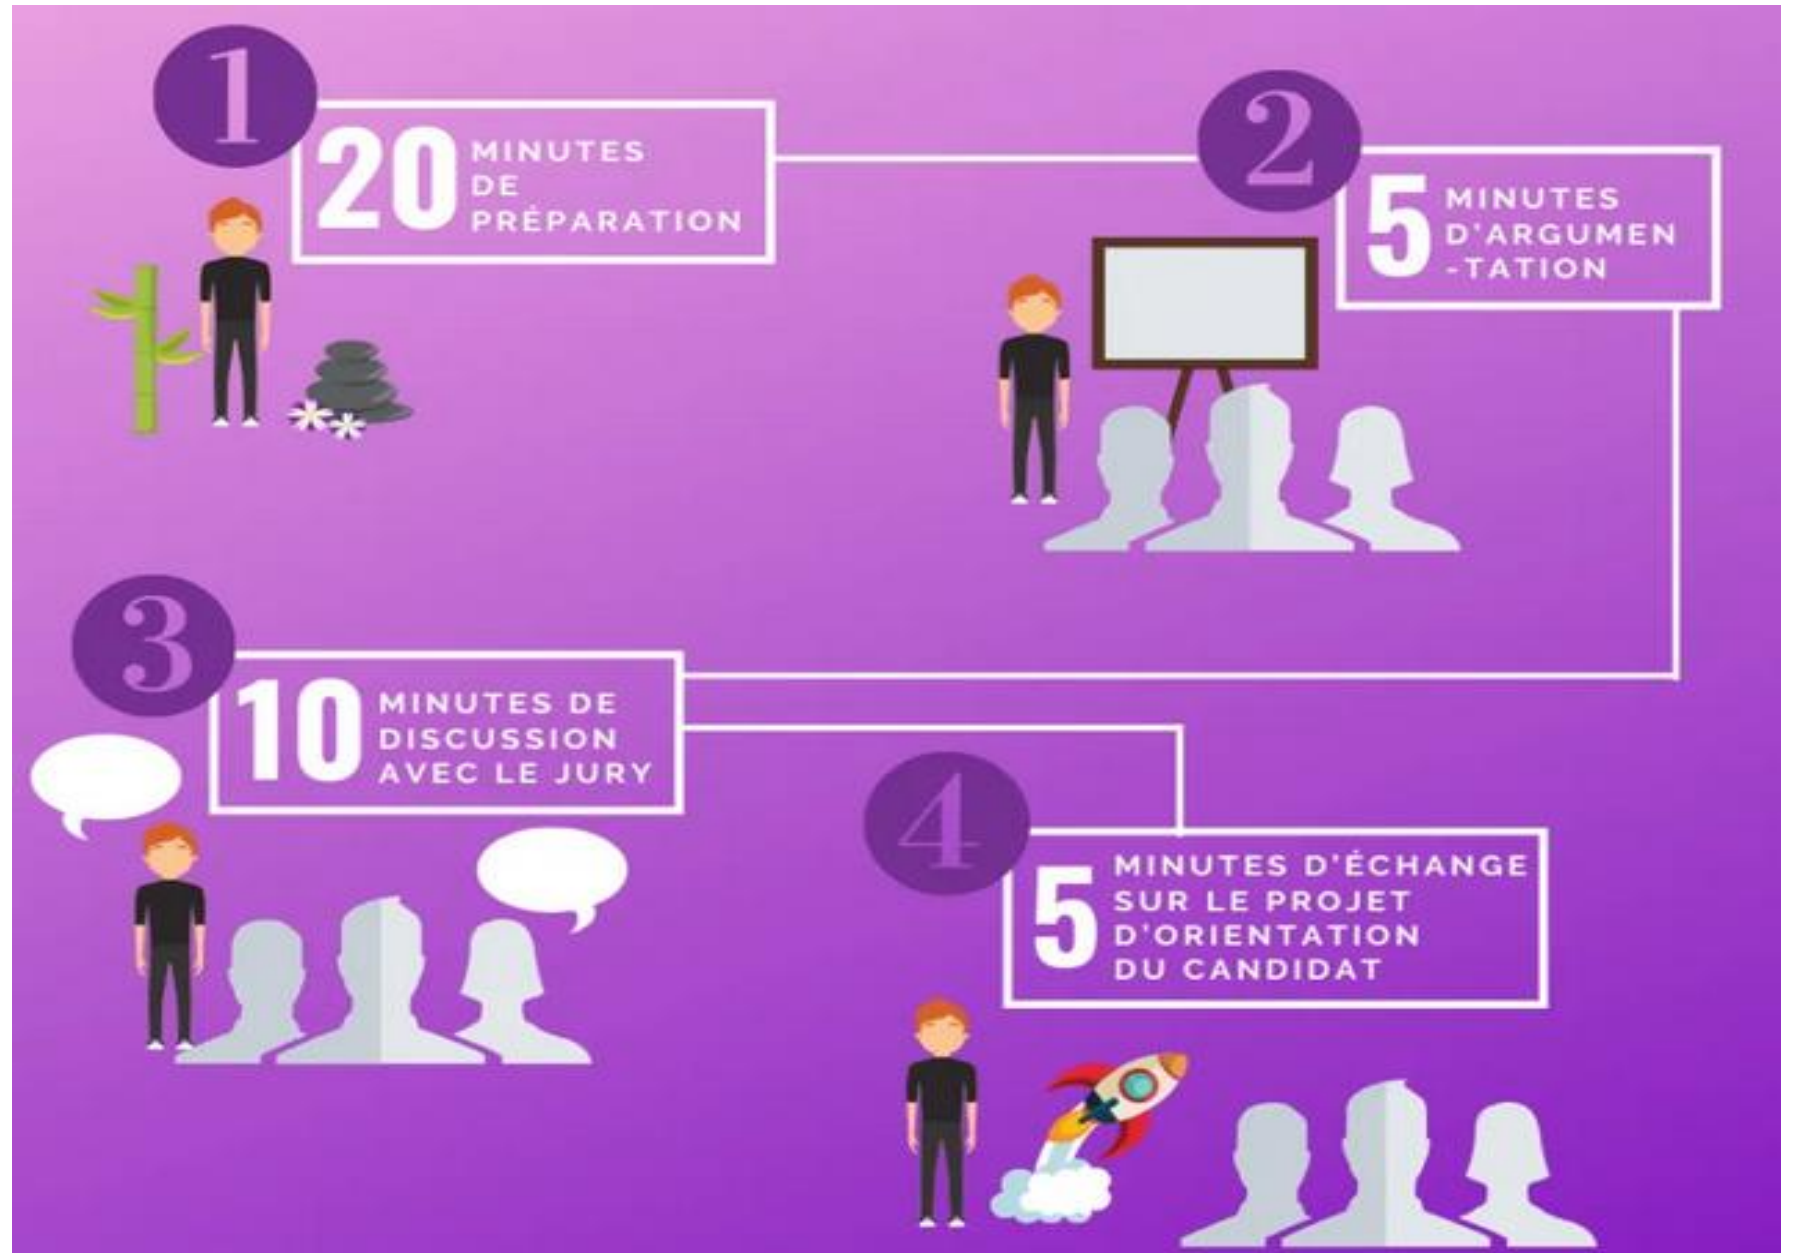 1
20 MINUTES
DE
PRÉPARATION
2
5 MINUTES
D'ARGUMEN
-TATION
3
10 MINUTES DE
DISCUSSION
AVEC LE JURY
4
5 MINUTES D'ÉCHANGE
SUR LE PROJET
D'ORIENTATION
DU CANDIDAT